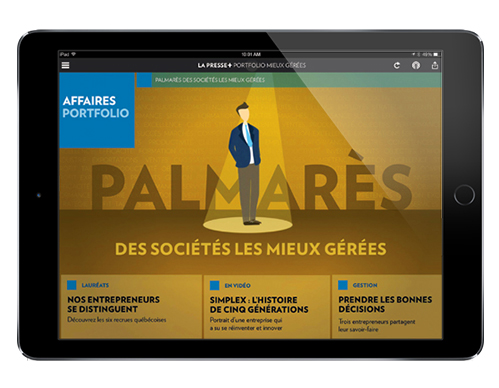 iPad 10:01 AM 48%
LA PRESSE+ PORTFOLIO MIEUX GÉRÉES
PALMARÈS DES SOCIÉTÉS LES MIEUX GÉRÉES
AFFAIRES
PORTFOLIO
PALMARÈS
DES SOCIÉTÉS LES MIEUX GÉRÉES
LAURÉATS
NOS ENTREPRENEURS
SE DISTINGUENT
Découvrez les six recrues québécoises
EN VIDÉO
SIMPLEX : L'HISTOIRE
DE CINQ GÉNÉRATIONS
Portrait d'une entreprise qui
a su se réinventer et innover
GESTION
PRENDRE LES BONNES
DÉCISIONS
Trois entrepreneurs partagent
leur savoir-faire